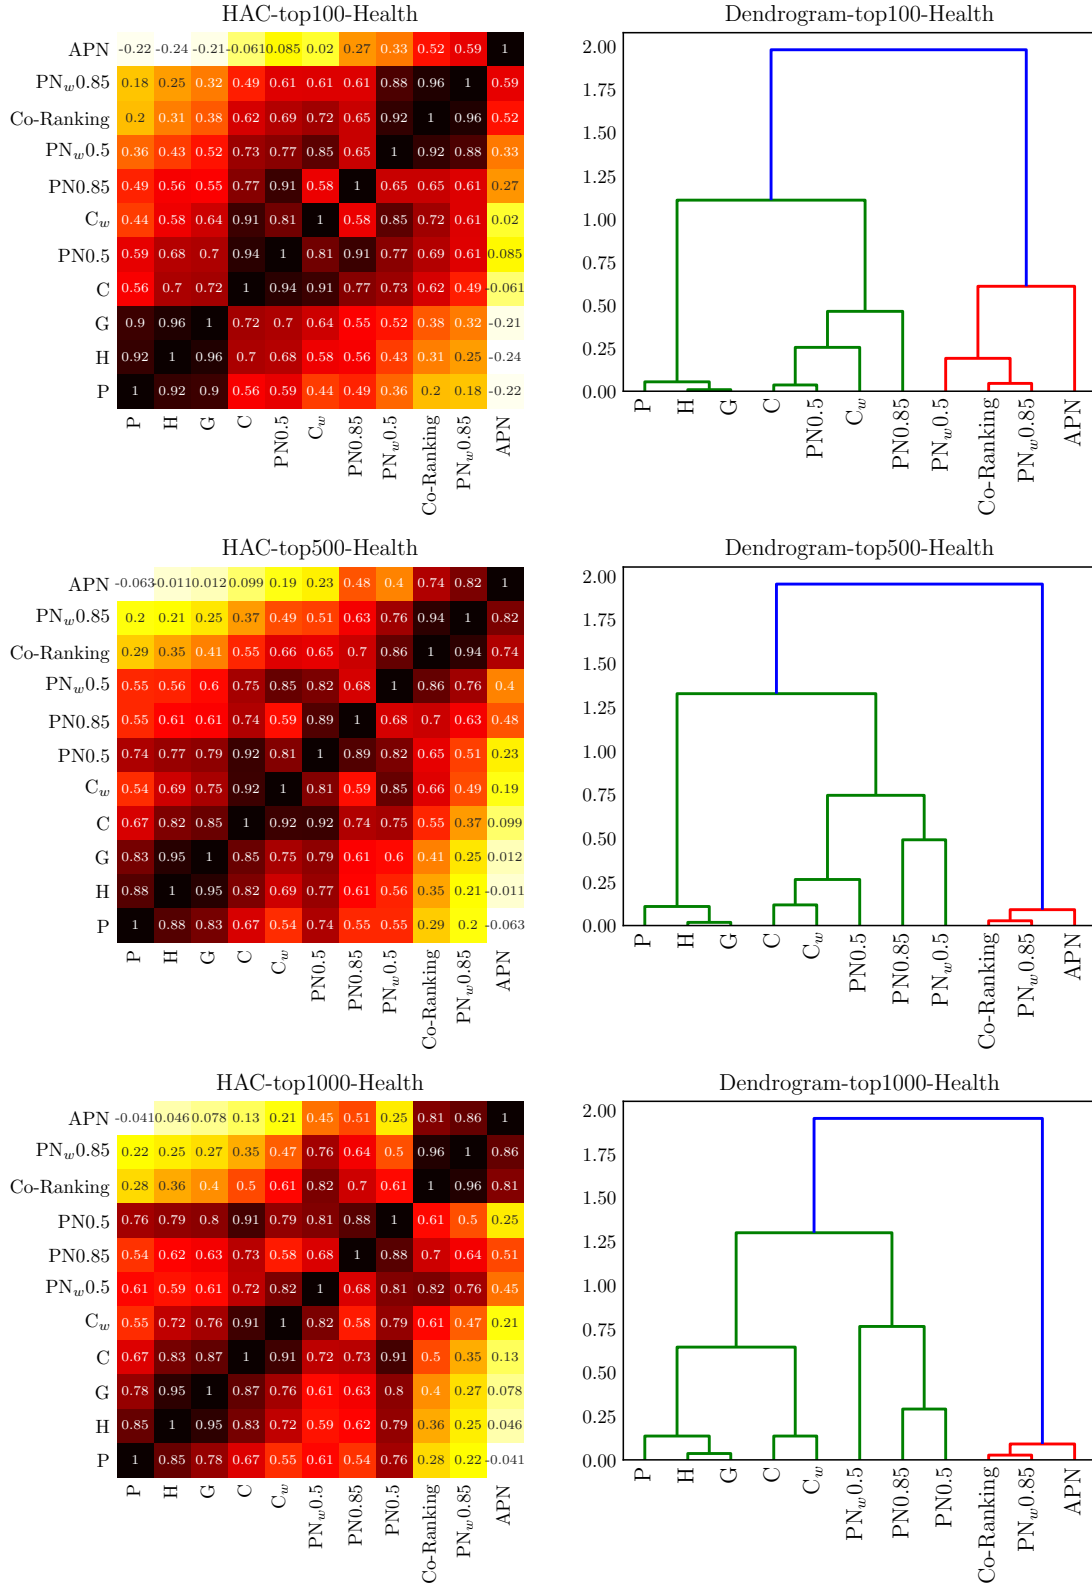 HAC-top100-Health
APN -0.22 -0.24 -0.21 -0.061 0.085 0.02 0.27 0.33 0.52 0.59 1
PNw0.85 0.18 0.25 0.32 0.49 0.61 0.61 0.61 0.88 0.96 1 0.59
Co-Ranking 0.2 0.31 0.38 0.62 0.69 0.72 0.65 0.92 1 0.96 0.52
PNw0.5 0.36 0.43 0.52 0.73 0.77 0.85 0.65 1 0.92 0.88 0.33
PN0.85 0.49 0.56 0.55 0.77 0.91 0.58 1 0.65 0.65 0.61 0.27
Cw 0.44 0.58 0.64 0.91 0.81 1 0.58 0.85 0.72 0.61 0.02
PN0.5 0.59 0.68 0.7 0.94 1 0.81 0.91 0.77 0.69 0.61 0.085
C 0.56 0.7 0.72 1 0.94 0.91 0.77 0.73 0.62 0.49 -0.061
G 0.9 0.96 1 0.72 0.7 0.64 0.55 0.52 0.38 0.32 -0.21
H 0.92 1 0.96 0.7 0.68 0.58 0.56 0.43 0.31 0.25 -0.24
P 1 0.92 0.9 0.56 0.59 0.44 0.49 0.36 0.2 0.18 -0.22
P H G C PN0.5 Cw PN0.85 PNw0.5 Co-Ranking PNw0.85 APN
Dendrogram-top100-Health
2.00
1.75
1.50
1.25
1.00
0.75
0.50
0.25
0.00
P H G C PN0.5 Cw PN0.85 PNw0.5 Co-Ranking PNw0.85 APN
HAC-top500-Health
APN -0.063 -0.011 0.012 0.099 0.19 0.23 0.48 0.4 0.74 0.82 1
PNw0.85 0.2 0.21 0.25 0.37 0.49 0.51 0.63 0.76 0.94 1 0.82
Co-Ranking 0.29 0.35 0.41 0.55 0.66 0.65 0.7 0.86 1 0.94 0.74
PNw0.5 0.55 0.56 0.6 0.75 0.85 0.82 0.68 1 0.86 0.76 0.4
PN0.85 0.55 0.61 0.61 0.74 0.59 0.89 1 0.68 0.7 0.63 0.48
PN0.5 0.74 0.77 0.79 0.92 0.81 1 0.89 0.82 0.65 0.51 0.23
Cw 0.54 0.69 0.75 0.92 1 0.81 0.59 0.85 0.66 0.49 0.19
C 0.67 0.82 0.85 1 0.92 0.92 0.74 0.75 0.55 0.37 0.099
G 0.83 0.95 1 0.85 0.75 0.79 0.61 0.6 0.41 0.25 0.012
H 0.88 1 0.95 0.82 0.69 0.77 0.61 0.56 0.35 0.21 -0.011
P 1 0.88 0.83 0.67 0.54 0.74 0.55 0.55 0.29 0.2 -0.063
P H G C Cw PN0.5 PN0.85 PNw0.5 Co-Ranking PNw0.85 APN
Dendrogram-top500-Health
2.00
1.75
1.50
1.25
1.00
0.75
0.50
0.25
0.00
P H G C Cw PN0.5 PN0.85 PNw0.5 Co-Ranking PNw0.85 APN
HAC-top1000-Health
APN -0.041 0.046 0.078 0.13 0.21 0.45 0.51 0.25 0.81 0.86 1
PNw0.85 0.22 0.25 0.27 0.35 0.47 0.76 0.64 0.5 0.96 1 0.86
Co-Ranking 0.28 0.36 0.4 0.5 0.61 0.82 0.7 0.61 1 0.96 0.81
PN0.5 0.76 0.79 0.8 0.91 0.79 0.81 0.88 1 0.61 0.5 0.25
PN0.85 0.54 0.62 0.63 0.73 0.58 0.68 1 0.88 0.7 0.64 0.51
PNw0.5 0.61 0.59 0.61 0.72 0.82 1 0.68 0.81 0.82 0.76 0.45
Cw 0.55 0.72 0.76 0.91 1 0.82 0.58 0.79 0.61 0.47 0.21
C 0.67 0.83 0.87 1 0.91 0.72 0.73 0.91 0.5 0.35 0.13
G 0.78 0.95 1 0.87 0.76 0.61 0.63 0.8 0.4 0.27 0.078
H 0.85 1 0.95 0.83 0.72 0.59 0.62 0.79 0.36 0.25 0.046
P 1 0.85 0.78 0.67 0.55 0.61 0.54 0.76 0.28 0.22 -0.041
P H G C Cw PNw0.5 PN0.85 PN0.5 Co-Ranking PNw0.85 APN
Dendrogram-top1000-Health
2.00
1.75
1.50
1.25
1.00
0.75
0.50
0.25
0.00
P H G C Cw PNw0.5 PN0.85 PN0.5 Co-Ranking PNw0.85 APN